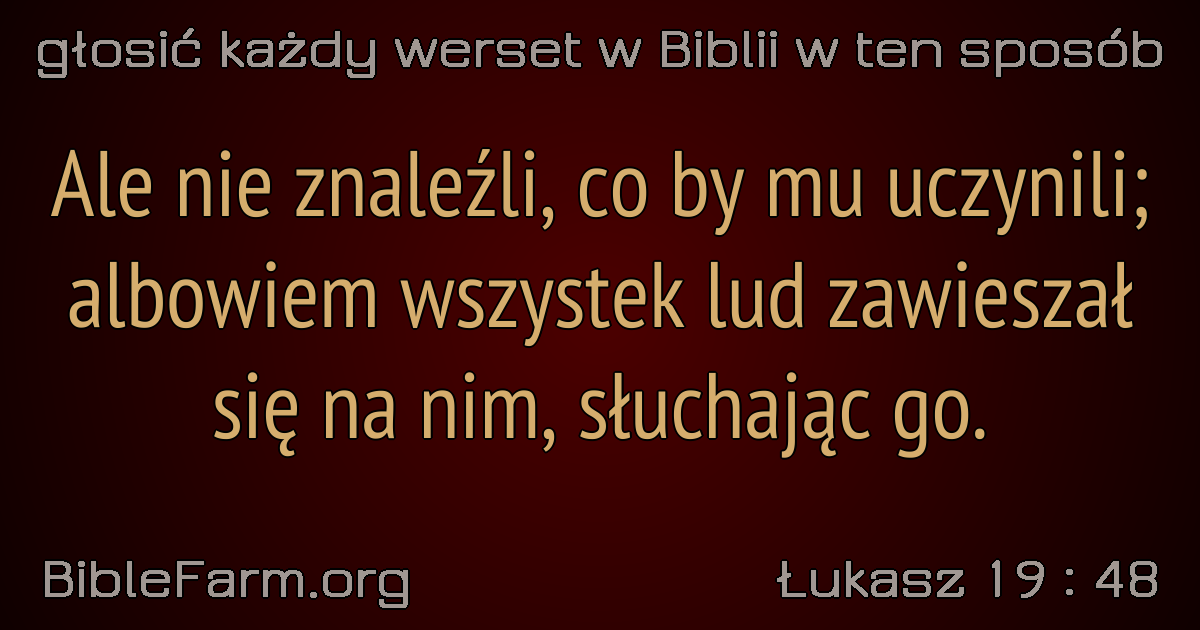 głosić każdy werset w Biblii w ten sposób
Ale nie znaleźli, co by mu uczynili;
albowiem wszystek lud zawieszał
się na nim, słuchając go.
BibleFarm.org
Łukasz 19 : 48